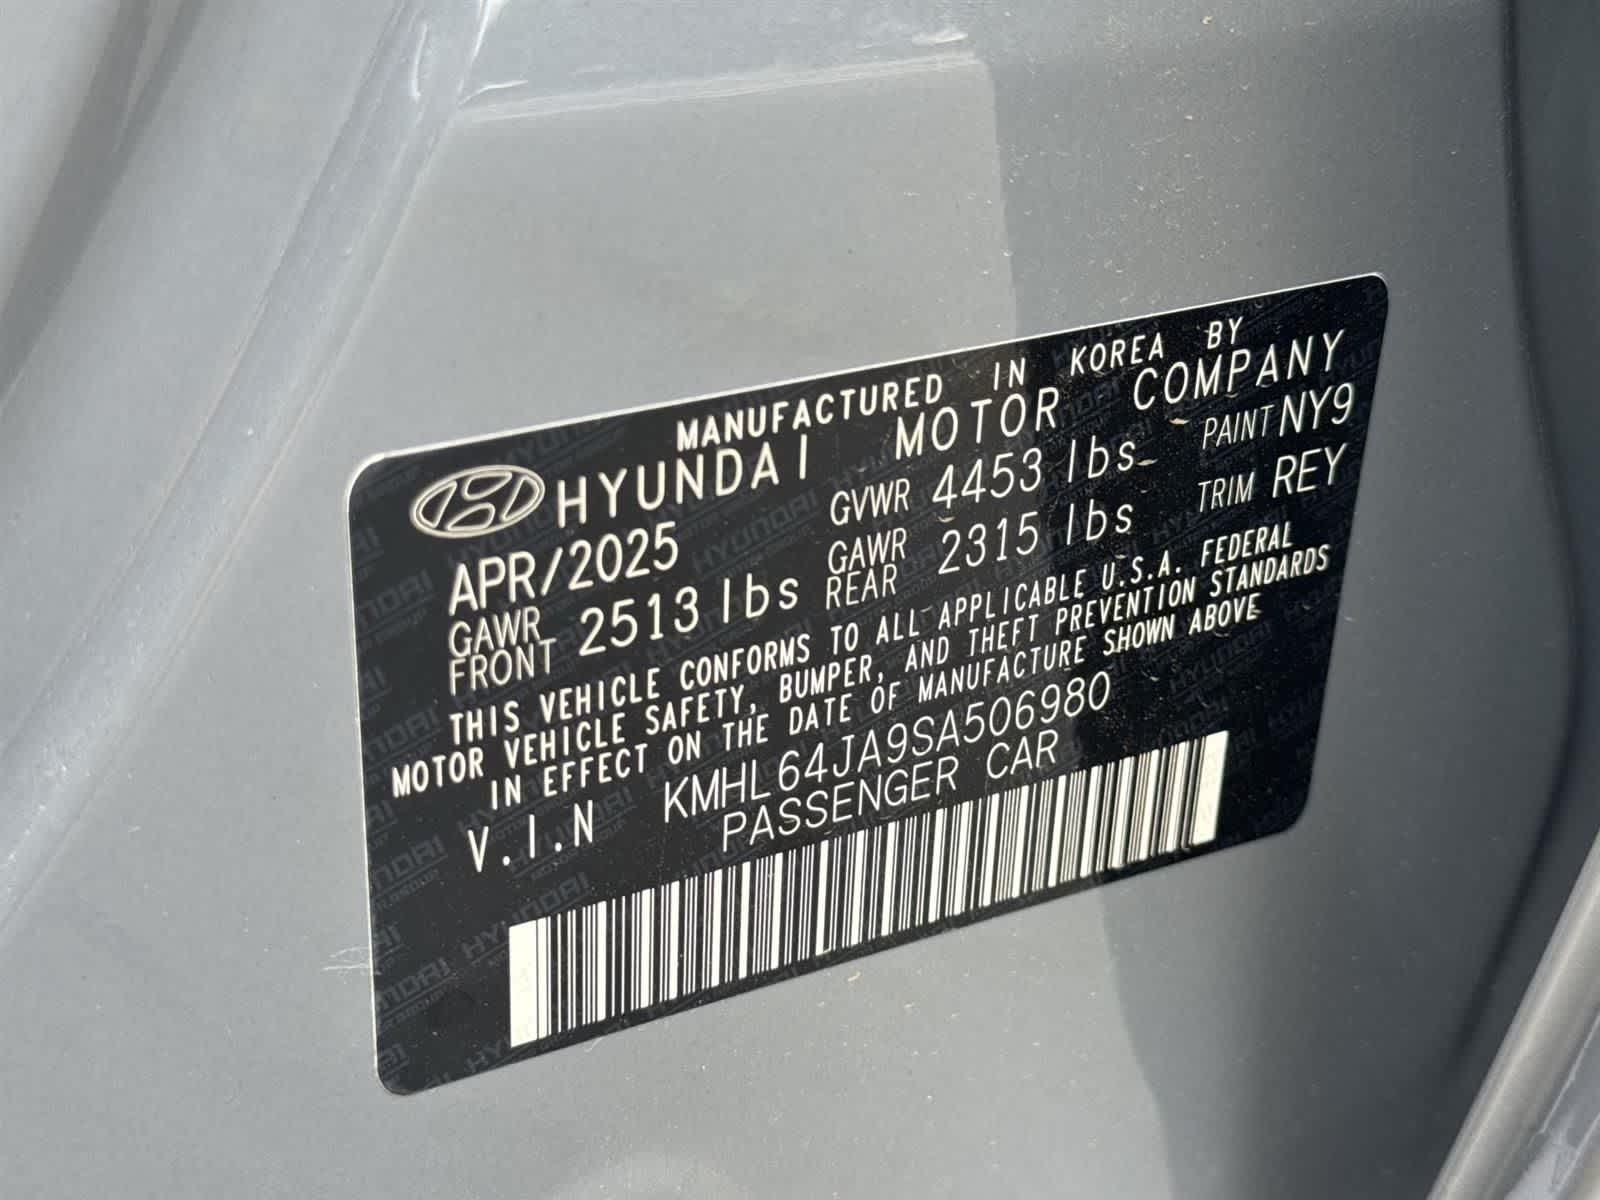 MANUFACTURED IN KOREA BY
HYUNDAI MOTOR COMPANY
APR/2025 GVWR 4453 lbs PAINT NY9
GAWR FRONT 2513 lbs GAWR REAR 2315 lbs TRIM REY
THIS VEHICLE CONFORMS TO ALL APPLICABLE U.S.A. FEDERAL
MOTOR VEHICLE SAFETY, BUMPER, AND THEFT PREVENTION STANDARDS
IN EFFECT ON THE DATE OF MANUFACTURE SHOWN ABOVE
V.I.N KMHL64JA9SA506980
PASSENGER CAR